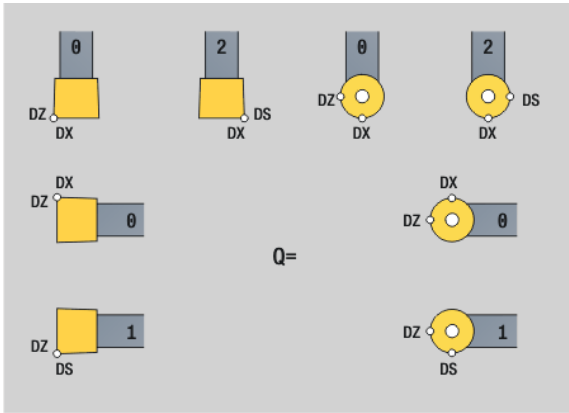 0 2 0 2
DZ DS DZ DS
DX DX DX DX
DX DX
DZ 0 DZ 0
Q=
1 1
DZ DZ
DS DS